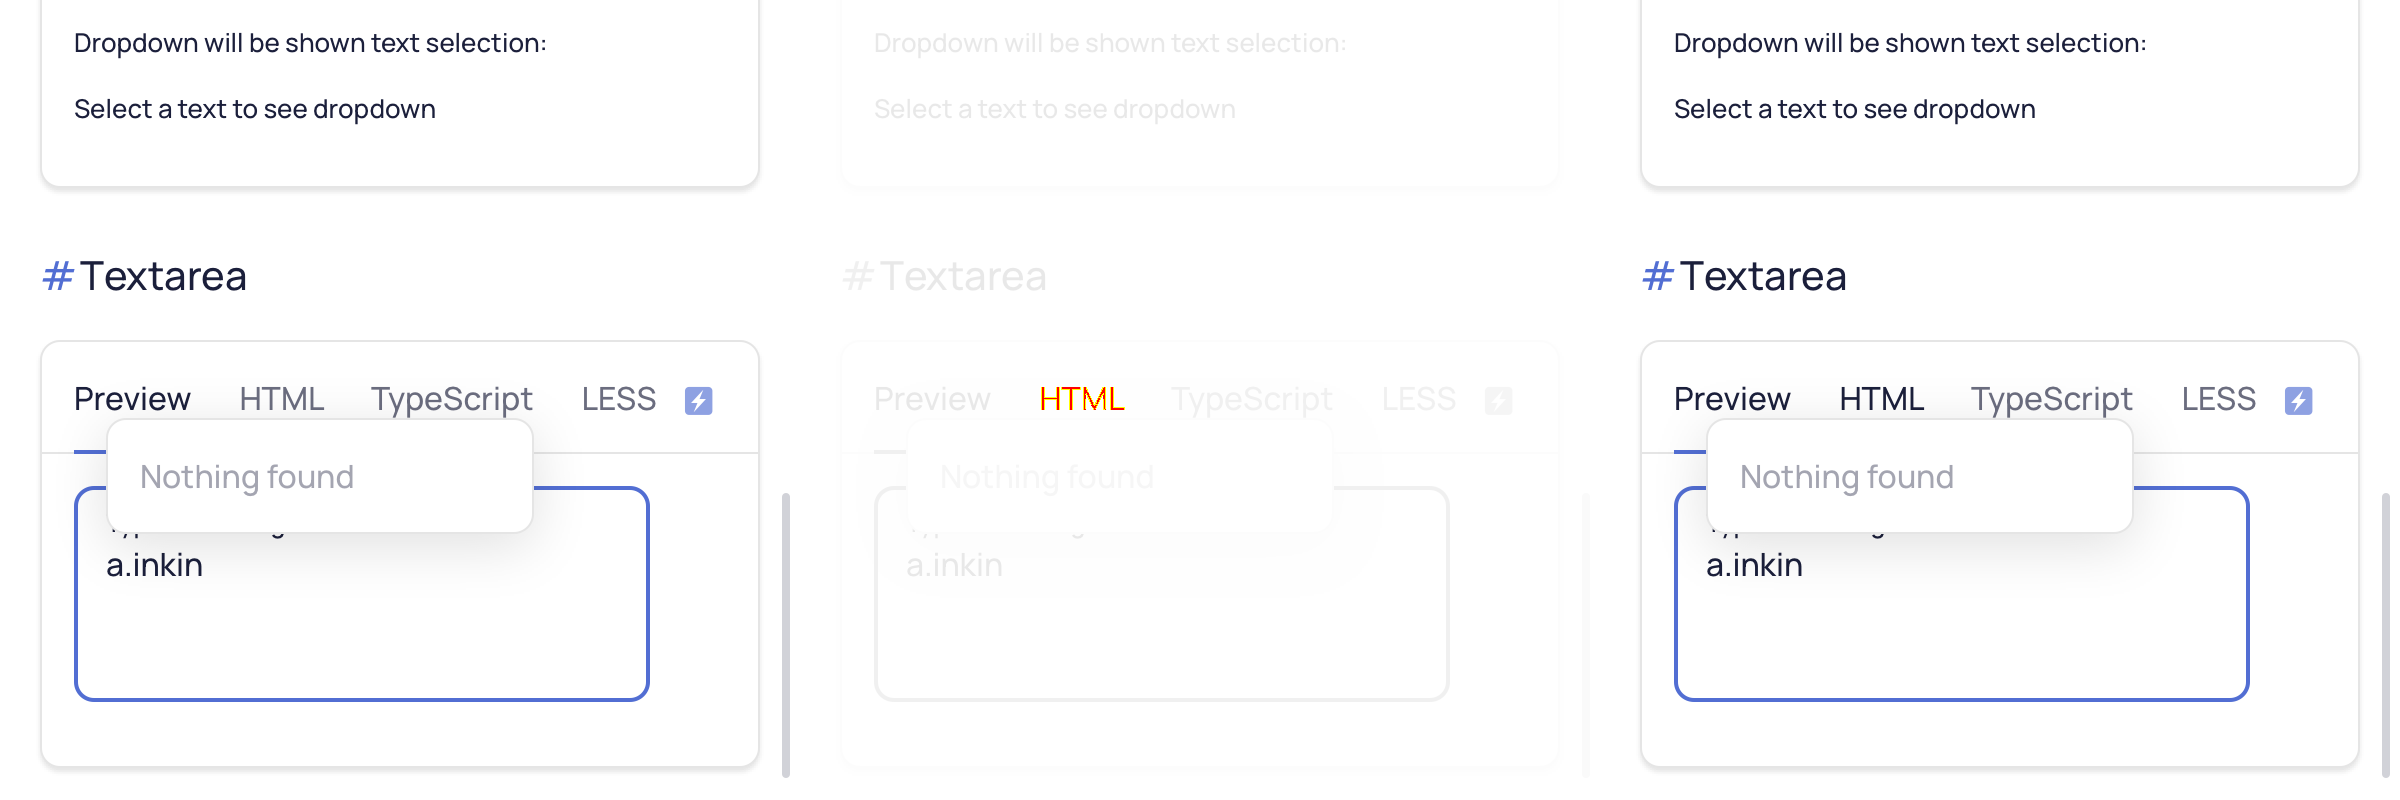 Dropdown will be shown text selection:
Select a text to see dropdown
#Textarea
Preview HTML TypeScript LESS
Nothing found
a.inkin
Dropdown will be shown text selection:
Select a text to see dropdown
#Textarea
Preview HTML TypeScript LESS
Nothing found
a.inkin
Dropdown will be shown text selection:
Select a text to see dropdown
#Textarea
Preview HTML TypeScript LESS
Nothing found
a.inkin